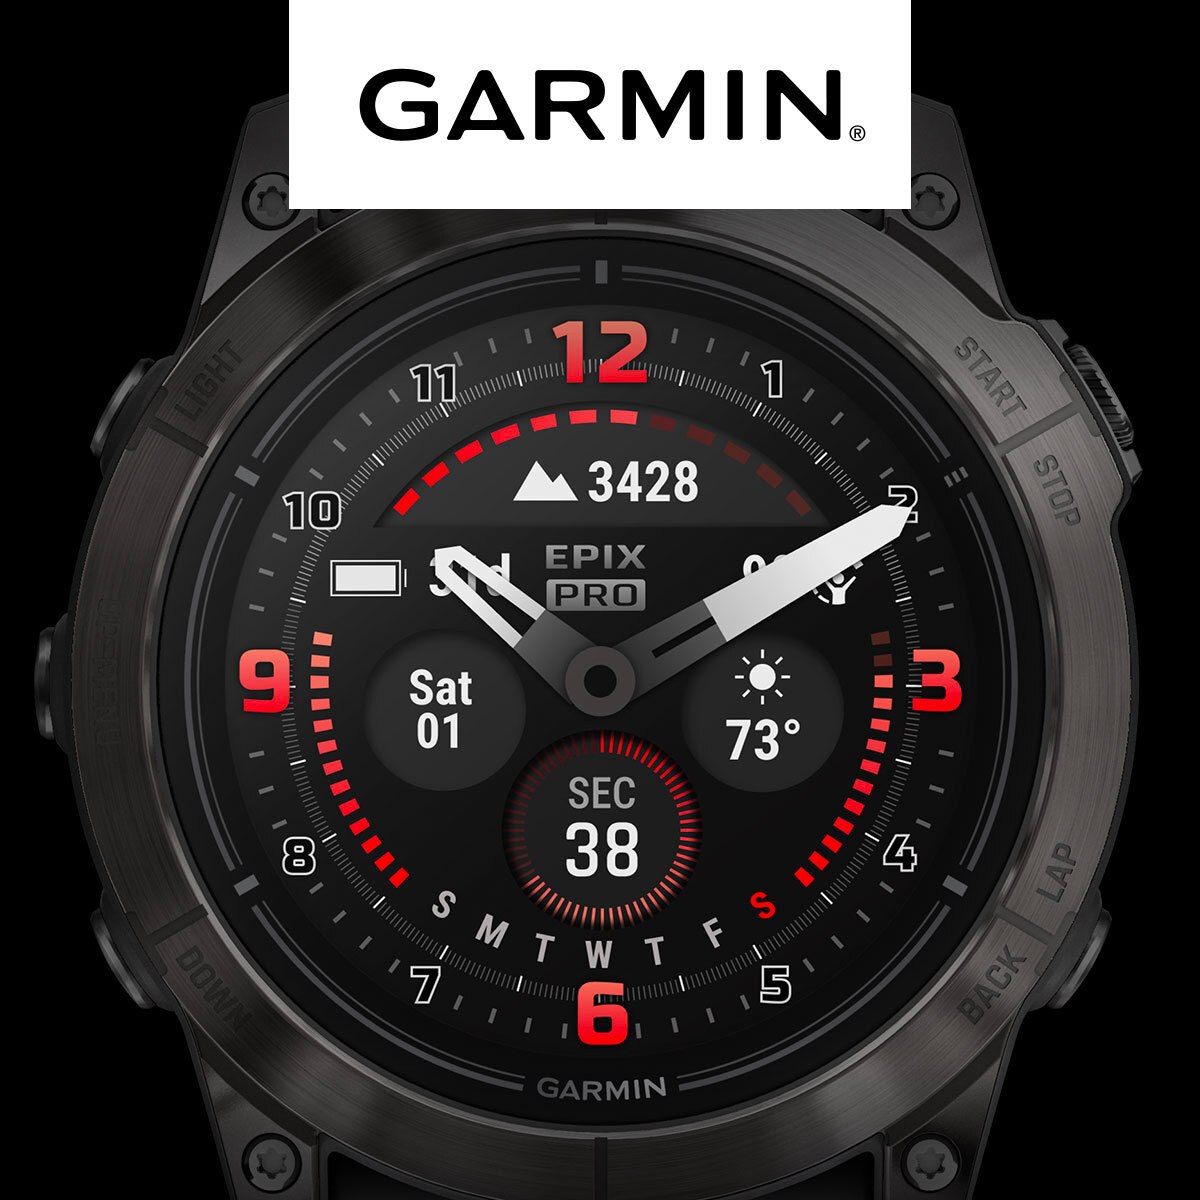 GARMIN®
LIGHT
START
STOP
12
11
1
10
2
3428
EPIX
PRO
9
3
Sat
01
73°
SEC
38
8
4
S M T W T F S
7
5
6
LAP
DOWN
BACK
GARMIN